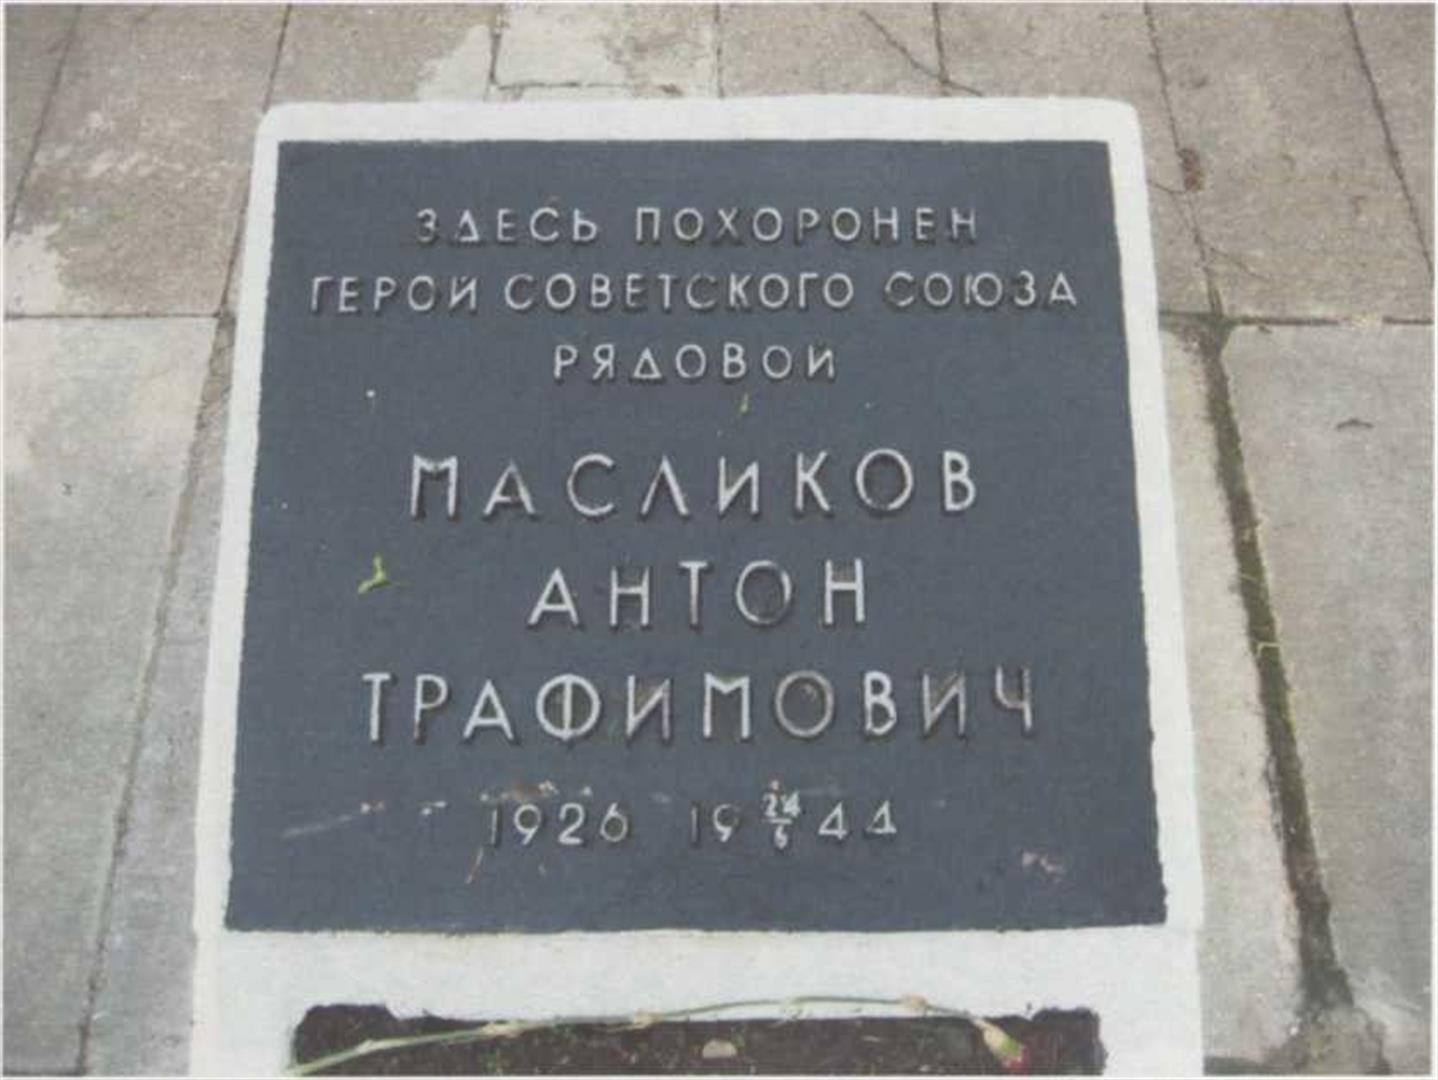 ЗДЕСЬ ПОХОРОНЕН
ГЕРОЙ СОВЕТСКОГО СОЮЗА
РЯДОВОЙ
МАСЛИКОВ
АНТОН
ТРАФИМОВИЧ
1926 19 24/6 44